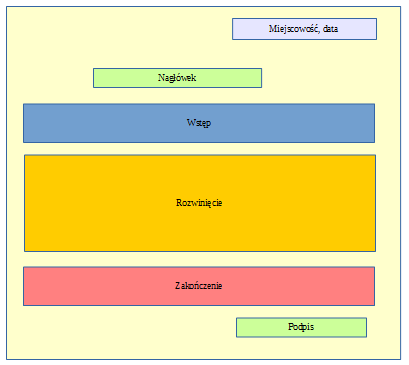 Miejscowość, data
Nagłówek
Wstęp
Rozwinięcie
Zakończenie
Podpis